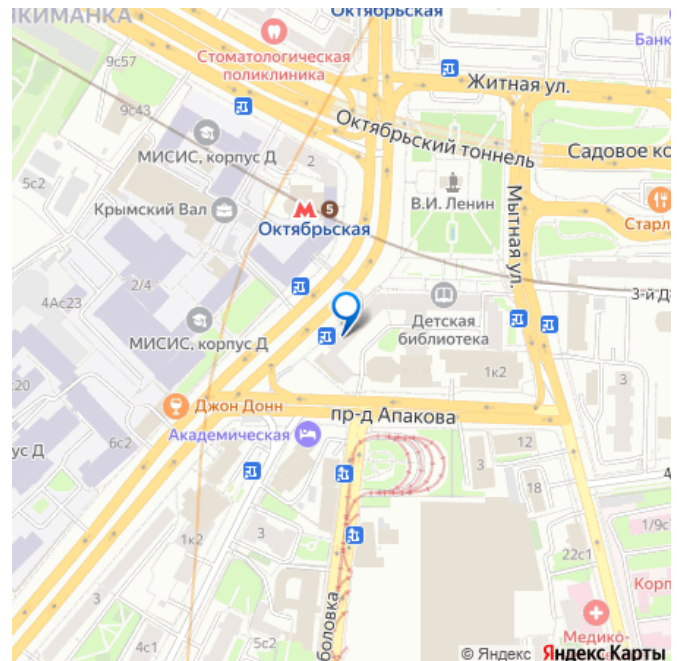 КИМАНКА
Октябрьская
Банк
9с57
Стоматологическая
поликлиника
Житная ул.
9с43
Октябрьский тоннель
МИСИС, корпус Д
2
Садовое ко
5с2
Крымский Вал
В.И. Ленин
Мытная ул.
5
Старл
Октябрьская
2/4
4Ас23
3-й Д
Детская
библиотека
МИСИС, корпус Д
1к2
3
с20
Джон Донн
пр-д Апакова
Академическая
6с2
ус Д
12
3
4
18
3
1к2
1/9с
22с1
Корп
3
боловка
Медико-
4с1
5с2
© Яндекс Яндекс Карты